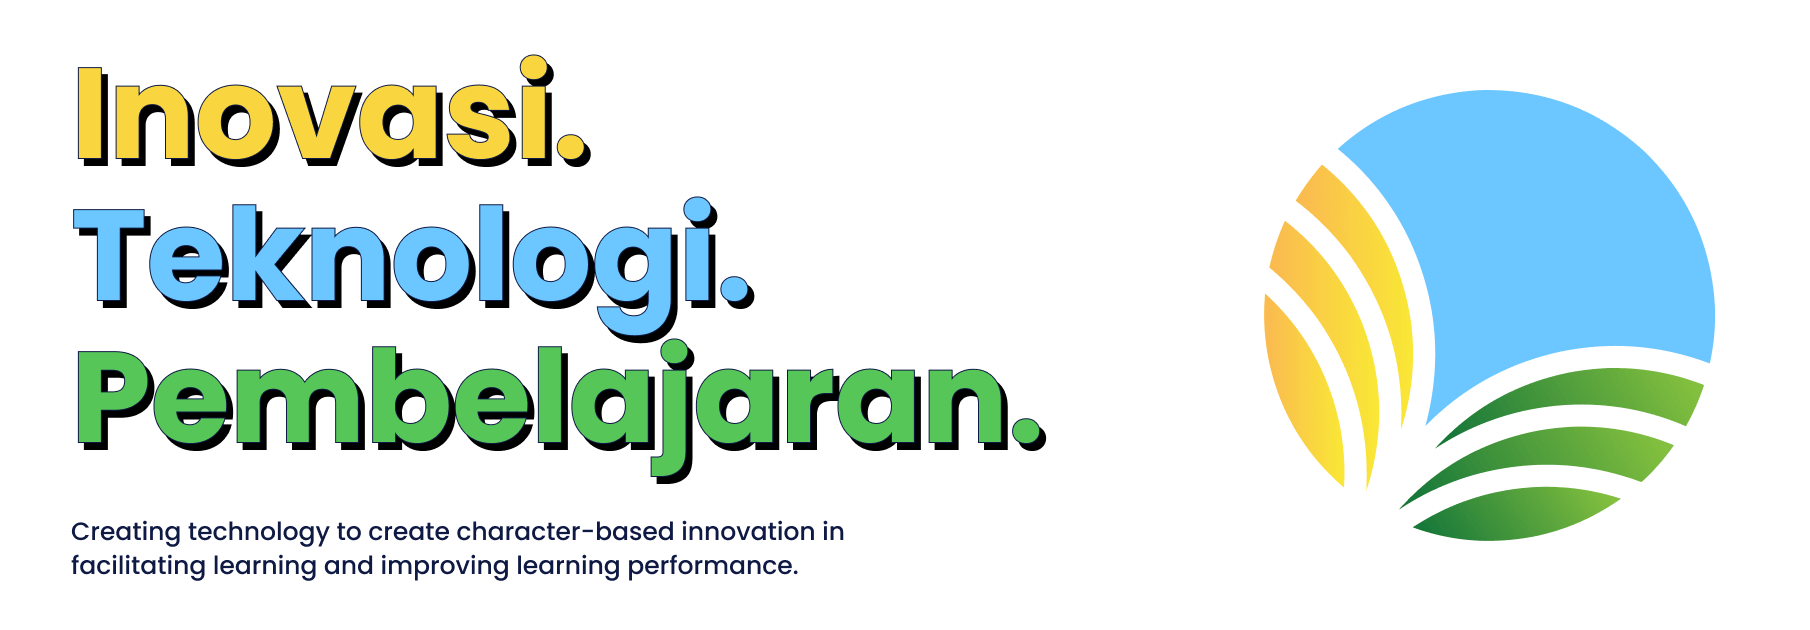 Inovasi.
Teknologi.
Pembelajaran.
Creating technology to create character-based innovation in
facilitating learning and improving learning performance.